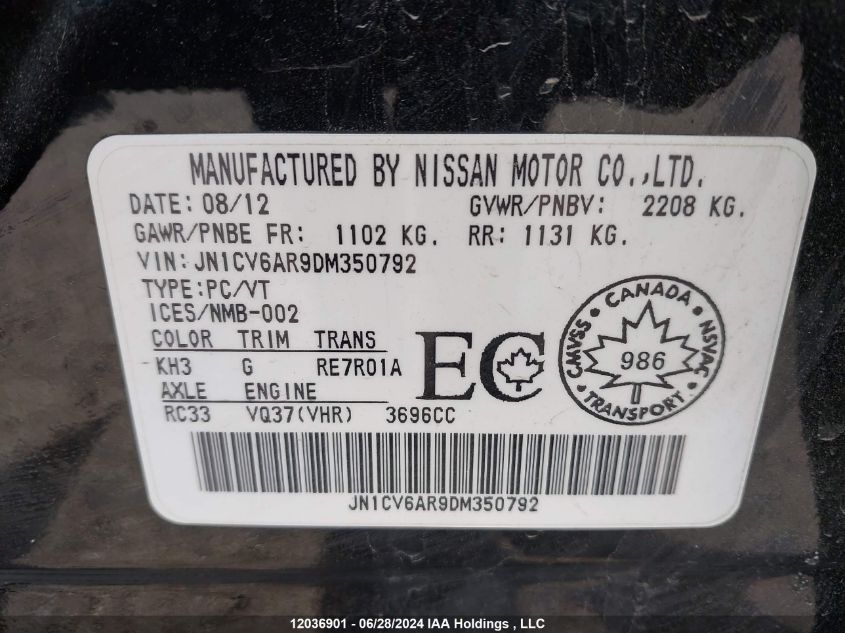 MANUFACTURED BY NISSAN MOTOR CO.,LTD.
DATE: 08/12 GVWR/PNBV: 2208 KG.
GAWR/PNBE FR: 1102 KG. RR: 1131 KG.
VIN: JN1CV6AR9DM350792
TYPE: PC/VT
ICES/NMB-002
COLOR TRIM TRANS
KH3 G RE7R01A
AXLE ENGINE
RC33 VQ37(VHR) 3696CC
EC
CANADA
CMVSS 986 NSVAC
TRANSPORT
JN1CV6AR9DM350792
12036901 - 06/28/2024 IAA Holdings , LLC